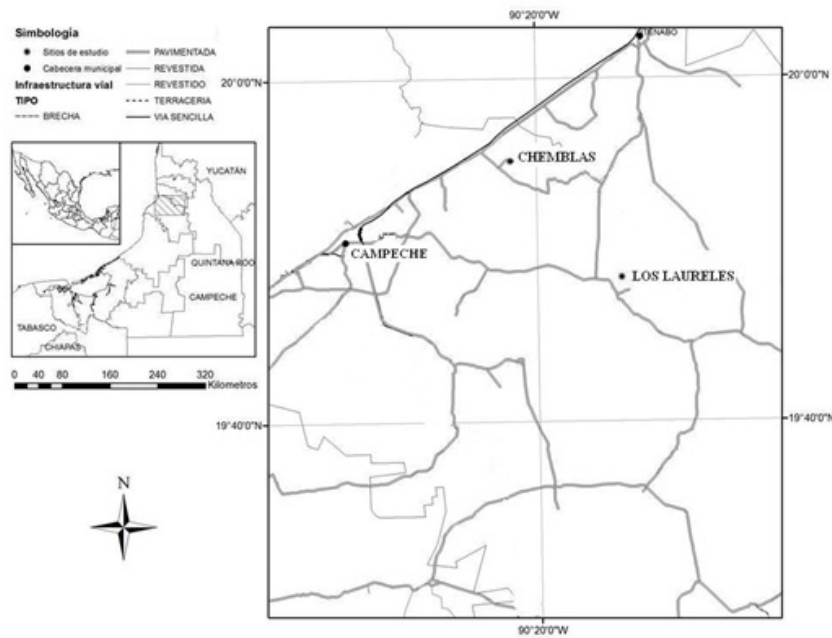 Simbología
Sitios de estudio
Cabecera municipal
Infraestructura vial
TIPO
BRECHA
PAVIMENTADA
REVESTIDA
REVESTIDO
TERRACERIA
VIA SENCILLA
YUCATÁN
QUINTANA ROO
CAMPECHE
TABASCO
CHIAPAS
0 40 80 160 240 320
Kilometros
N
90°20'0"W
TENABO
20°0'0"N
20°0'0"N
CHEMBLAS
CAMPECHE
LOS LAURELES
19°40'0"N
19°40'0"N
90°20'0"W